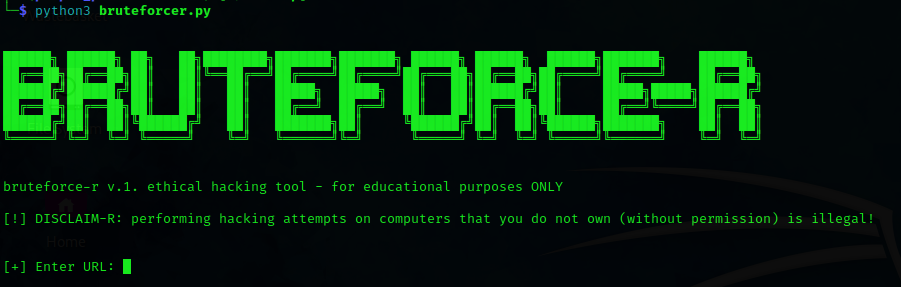 └─$ python3 bruteforcer.py
BRUTEFORCE-R
bruteforce-r v.1. ethical hacking tool - for educational purposes ONLY
[!] DISCLAIM-R: performing hacking attempts on computers that you do not own (without permission) is illegal!
Home
[+] Enter URL: